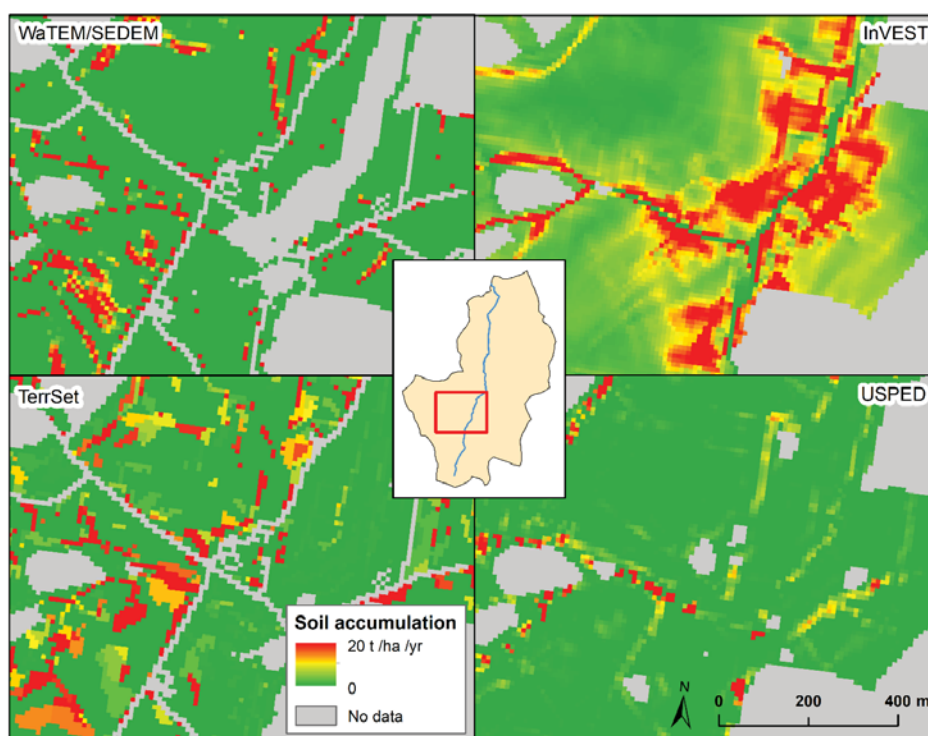 WaTEM/SEDEM
InVEST
TerrSet
USPED
Soil accumulation
20 t /ha /yr
0
No data
N
0 200 400 m